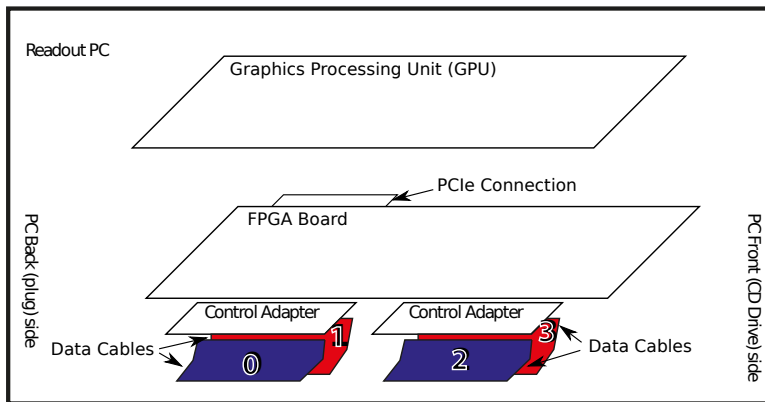 Readout PC
Graphics Processing Unit (GPU)
PCIe Connection
FPGA Board
PC Back (plug) side
PC Front (CD Drive) side
Control Adapter
Control Adapter
Data Cables
0
1
2
3
Data Cables